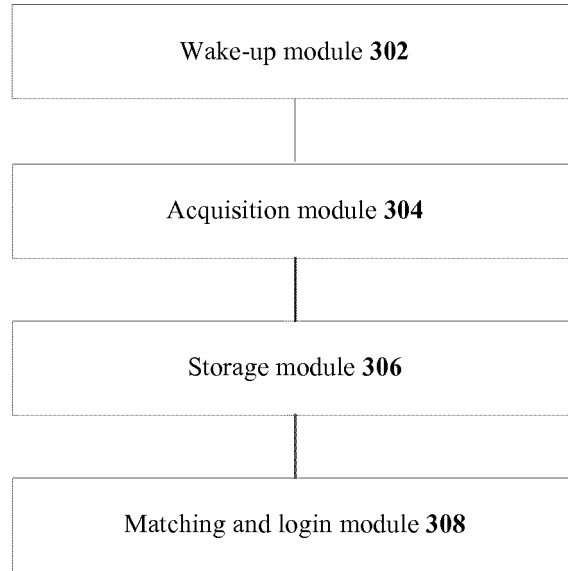 Wake-up module 302
Acquisition module 304
Storage module 306
Matching and login module 308